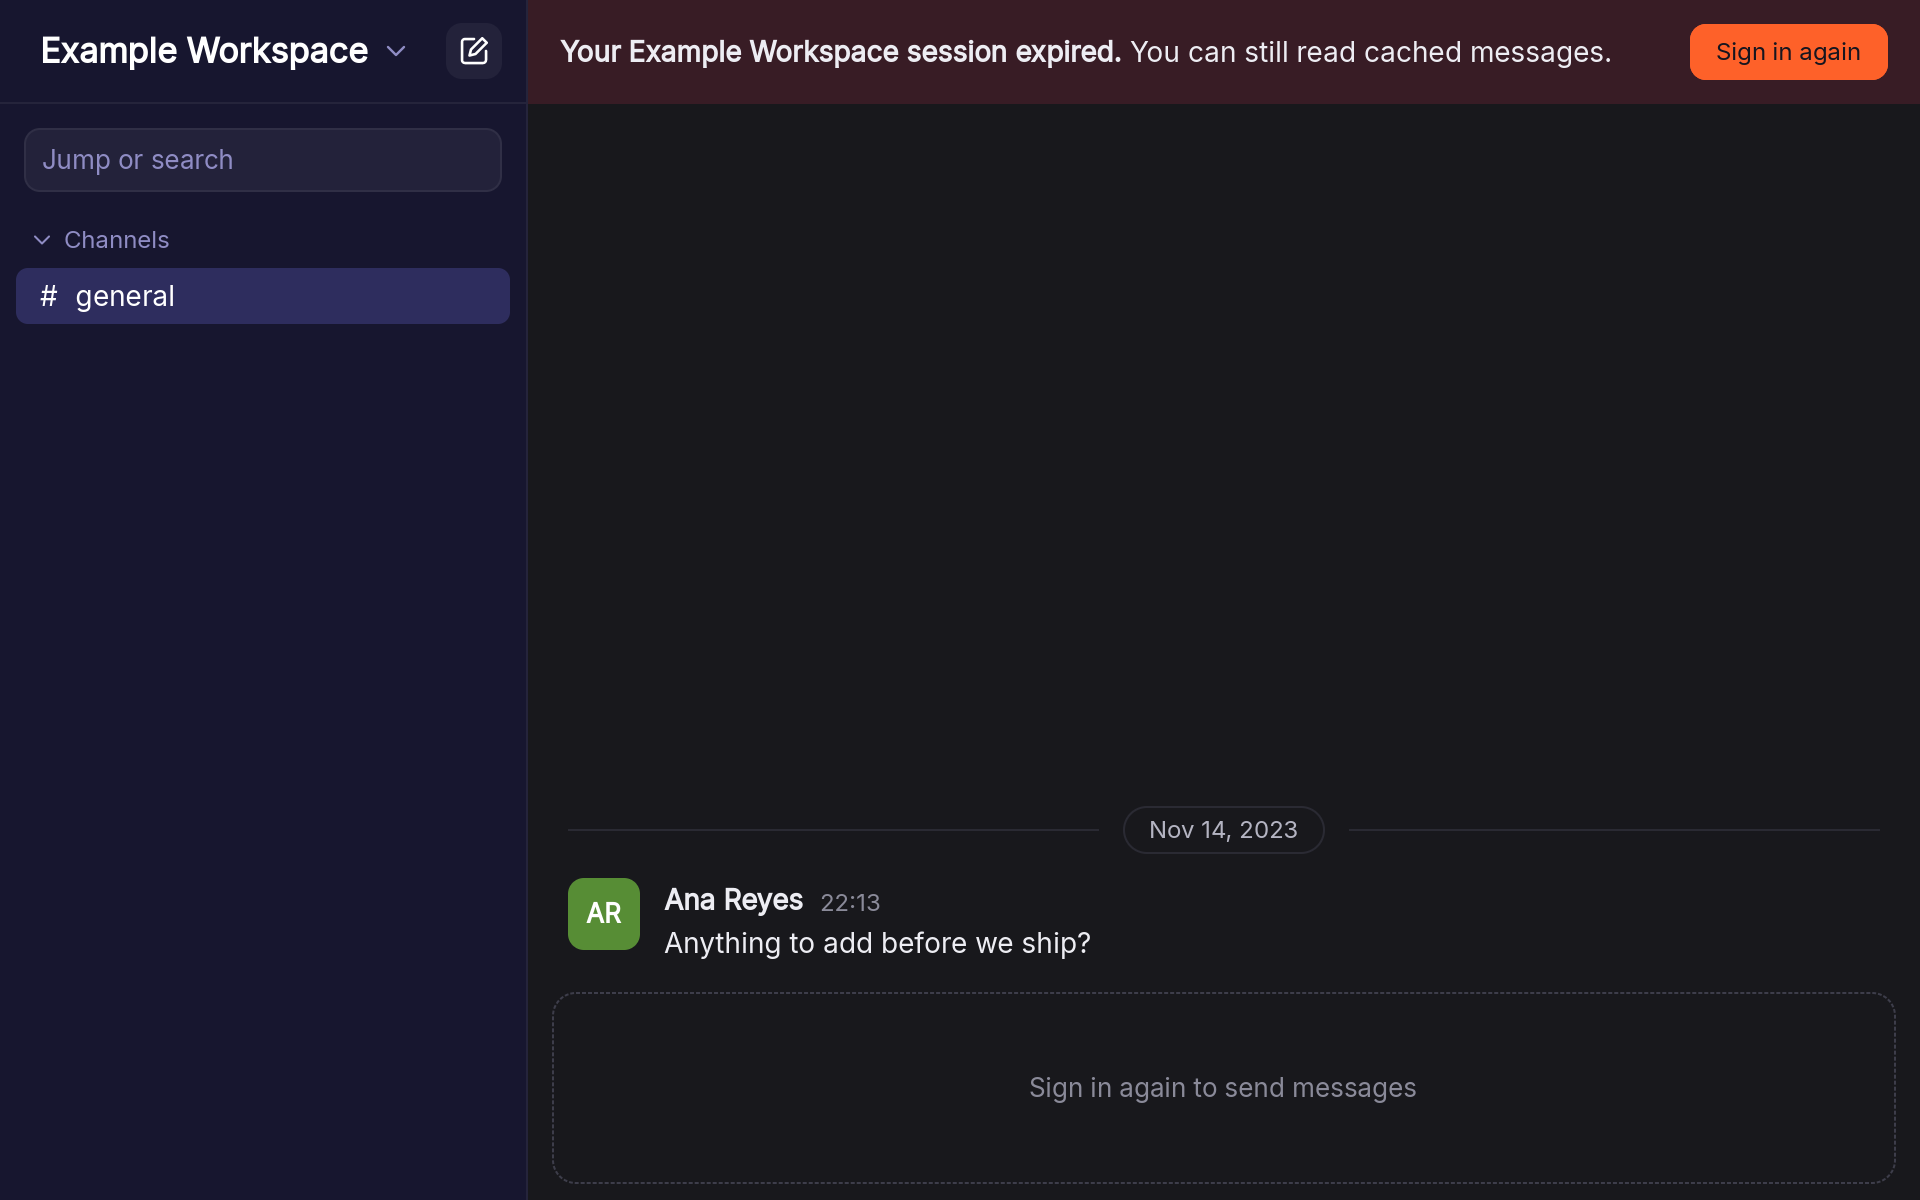 Example Workspace
Your Example Workspace session expired. You can still read cached messages.
Sign in again
Jump or search
Channels
# general
Nov 14, 2023
AR
Ana Reyes 22:13
Anything to add before we ship?
Sign in again to send messages